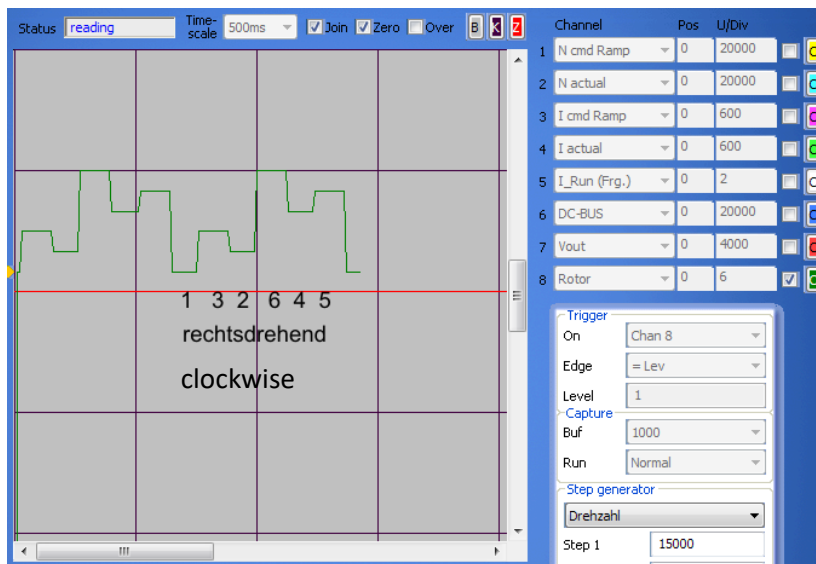 Status reading Time-scale 500ms Join Zero Over B K Z
Channel Pos U/Div
1 N cmd Ramp 0 20000
2 N actual 0 20000
3 I cmd Ramp 0 600
4 I actual 0 600
5 I_Run (Frg.) 0 2
6 DC-BUS 0 20000
7 Vout 0 4000
8 Rotor 0 6
1 3 2 6 4 5
rechtsdrehend
clockwise
Trigger
On Chan 8
Edge = Lev
Level 1
Capture
Buf 1000
Run Normal
Step generator
Drehzahl
Step 1 15000